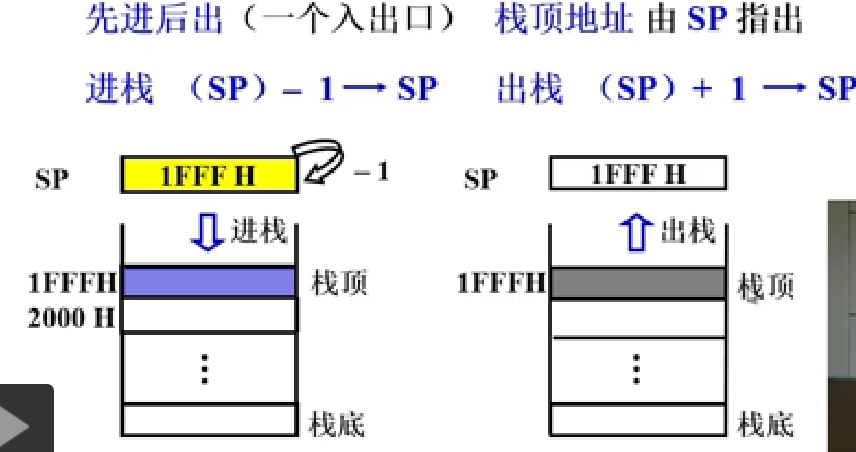 先进后出（一个入出口） 栈顶地址 由 SP 指出
进栈 （SP）– 1 → SP 出栈 （SP）+ 1 → SP
SP 1FFF H – 1 SP 1FFF H
进栈 出栈
1FFFH 栈顶 1FFFH 栈顶
2000 H
⋮ ⋮
栈底 栈底